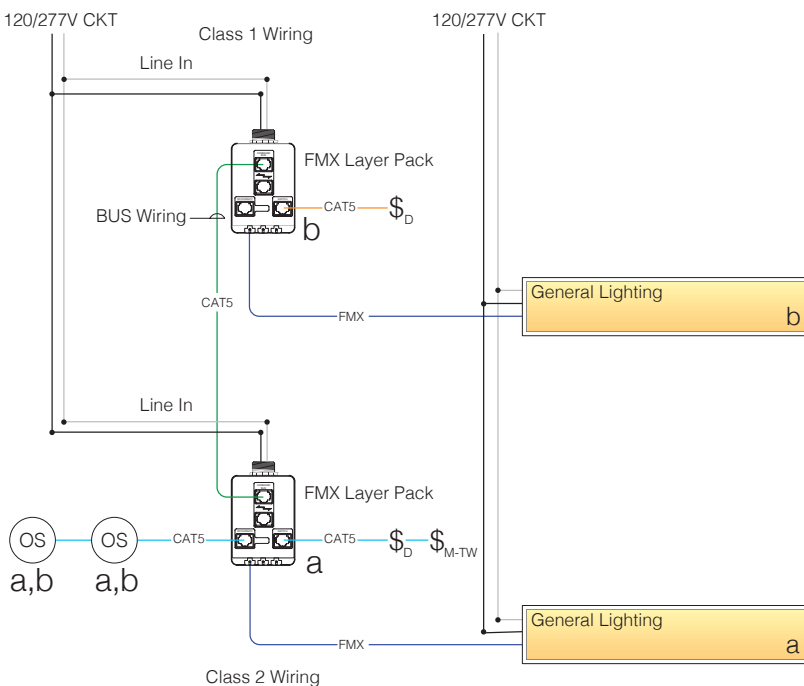 120/277V CKT
120/277V CKT
Class 1 Wiring
Line In
FMX Layer Pack
BUS Wiring
CAT5
$D
b
General Lighting
b
CAT5
FMX
Line In
FMX Layer Pack
OS
OS
CAT5
CAT5
$D
$M-TW
a,b
a,b
a
General Lighting
a
FMX
Class 2 Wiring